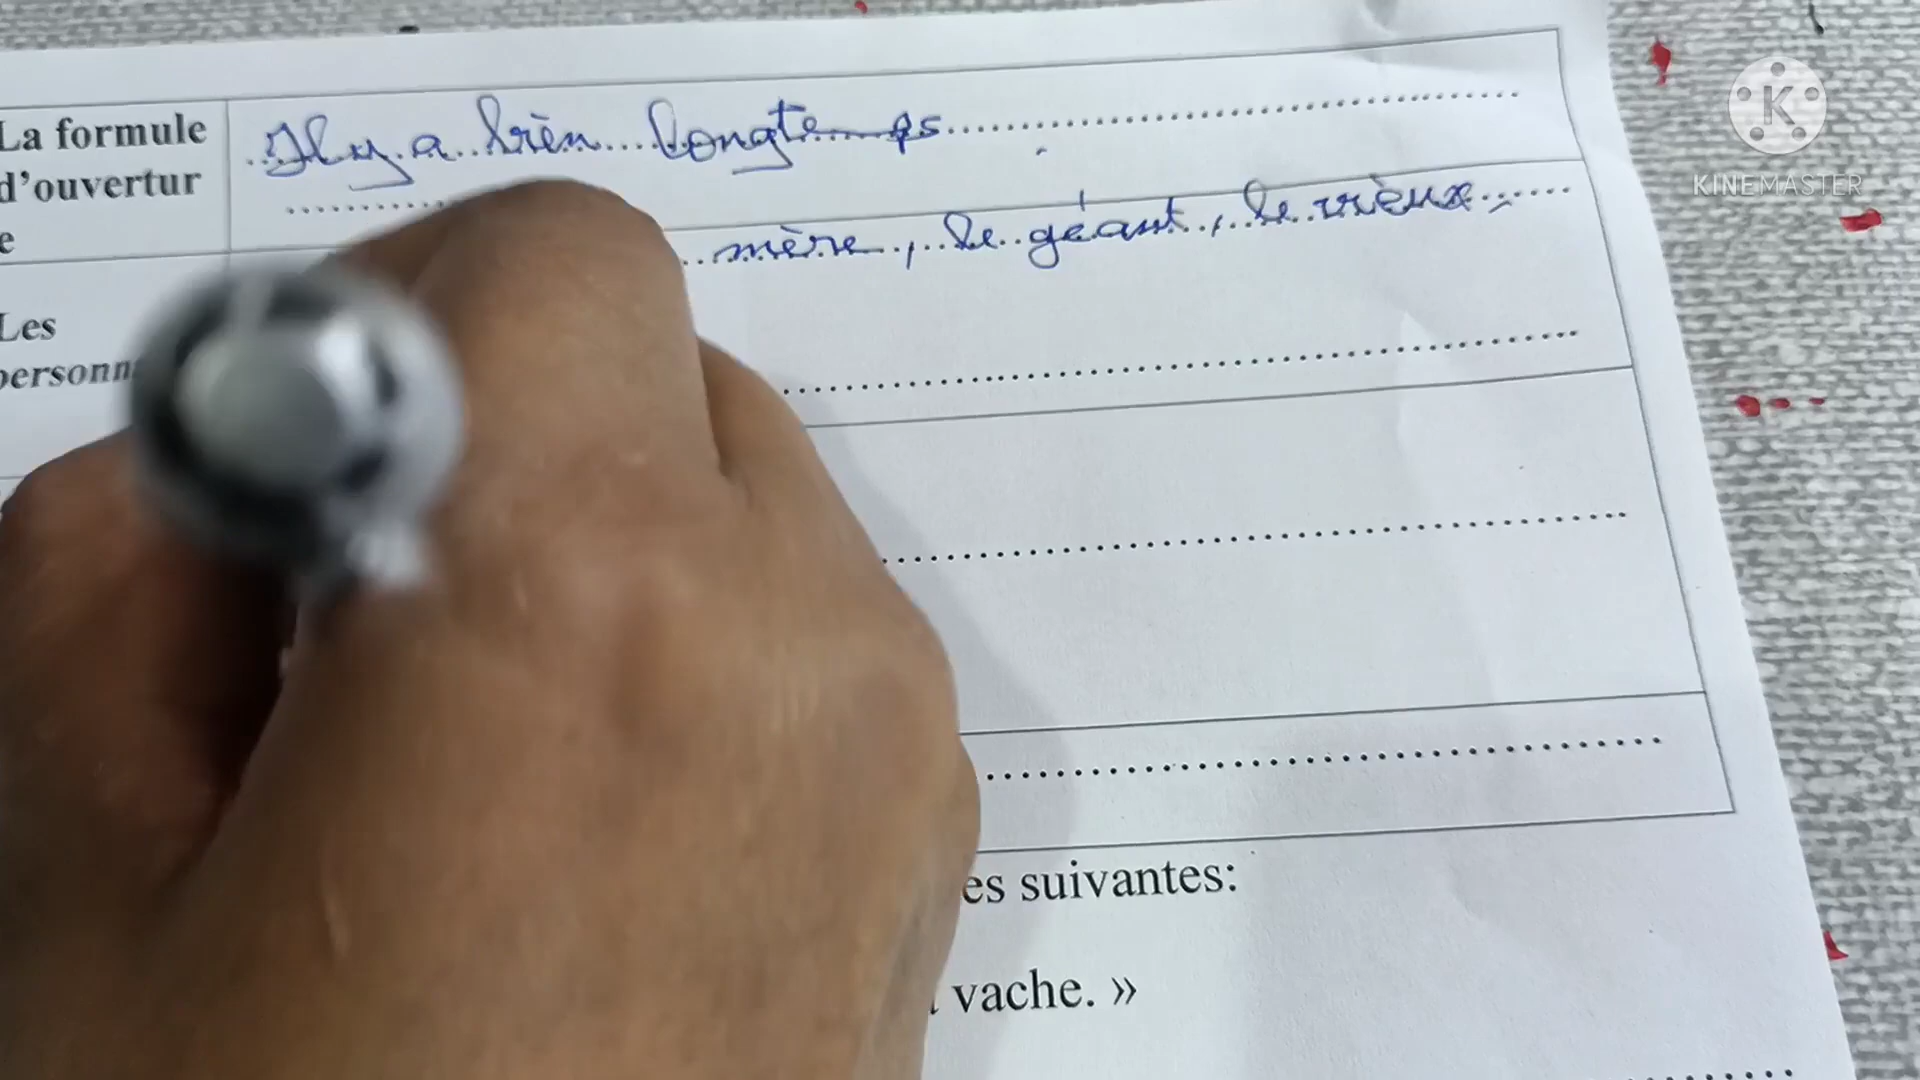 La formule
d'ouvertur
e
Il y a bien longtemps
Les
personn
mère, le géant, le vieux
es suivantes:
vache. »
KINEMASTER